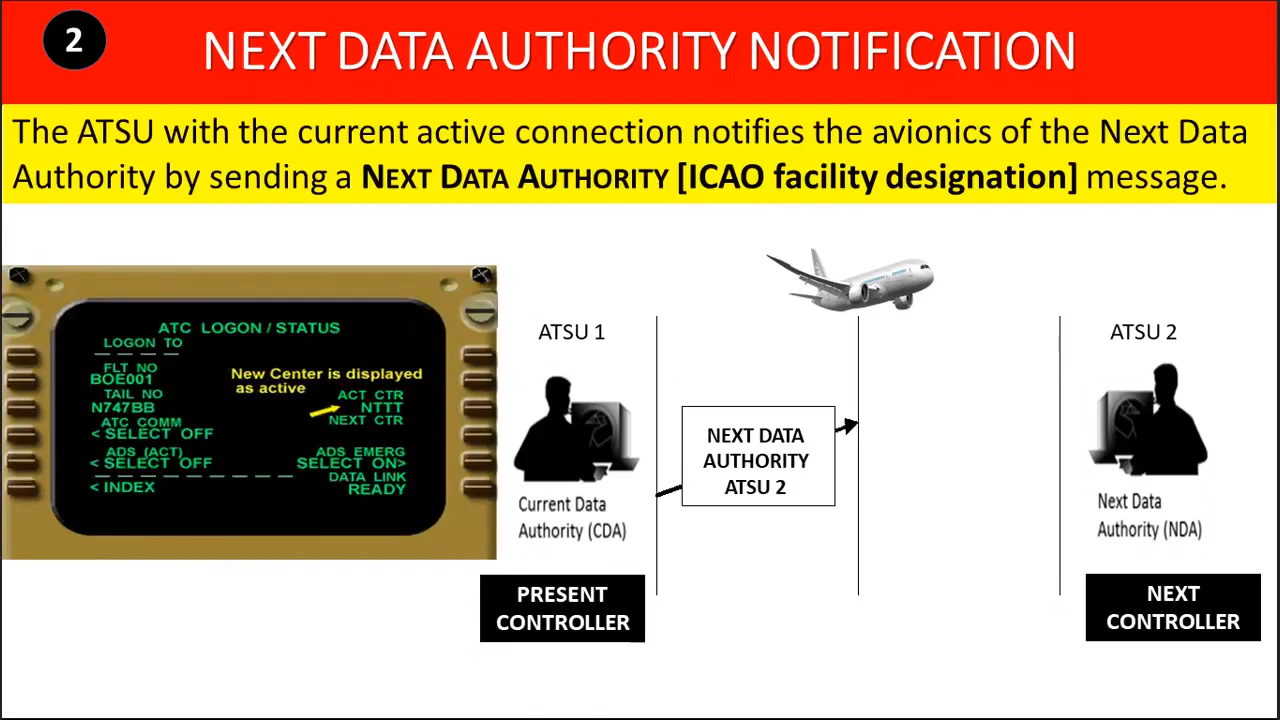 2
NEXT DATA AUTHORITY NOTIFICATION
The ATSU with the current active connection notifies the avionics of the Next Data
Authority by sending a NEXT DATA AUTHORITY [ICAO facility designation] message.
ATC LOGON / STATUS
LOGON TO
FLT NO
BOE001
TAIL NO
N747BB
ATC COMM
< SELECT OFF
ADS (ACT)
< SELECT OFF
< INDEX
New Center is displayed
as active
ACT CTR
NTTT
NEXT CTR
ADS EMERG
SELECT ON>
DATA LINK
READY
ATSU 1
Current Data
Authority (CDA)
PRESENT
CONTROLLER
NEXT DATA
AUTHORITY
ATSU 2
ATSU 2
Next Data
Authority (NDA)
NEXT
CONTROLLER